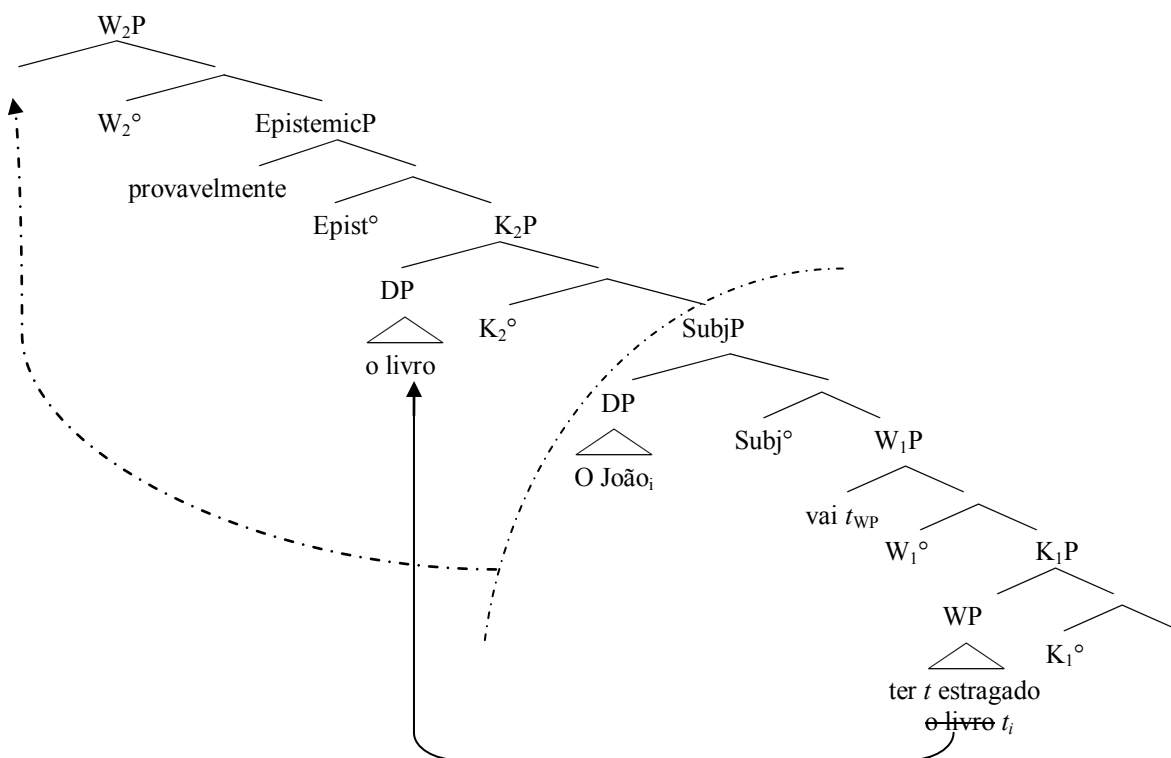 W₂P
W₂° EpistemicP
provavelmente
Epist° K₂P
DP K₂° SubjP
o livro
DP Subj° W₁P
O Joãoᵢ
vai t_WP W₁° K₁P
WP K₁°
ter t estragado
o livro tᵢ